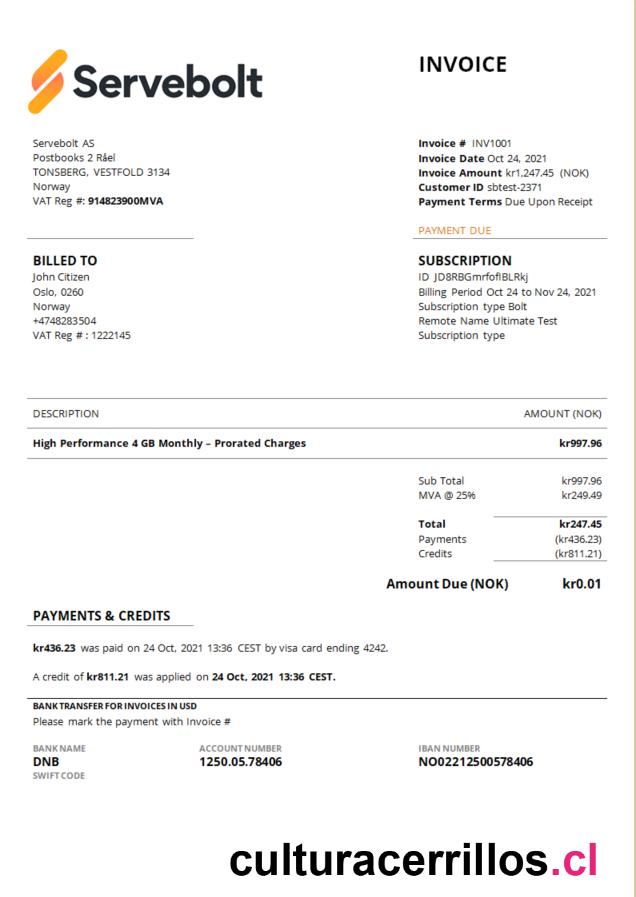 Servebolt
INVOICE
Servebolt AS
Postbooks 2 Råel
TONSBERG, VESTFOLD 3134
Norway
VAT Reg #: 914823900MVA
Invoice # INV1001
Invoice Date Oct 24, 2021
Invoice Amount kr1,247.45 (NOK)
Customer ID sbtest-2371
Payment Terms Due Upon Receipt
PAYMENT DUE
BILLED TO
John Citizen
Oslo, 0260
Norway
+4748283504
VAT Reg # : 1222145
SUBSCRIPTION
ID JD8RBGmrfofIBLRkj
Billing Period Oct 24 to Nov 24, 2021
Subscription type Bolt
Remote Name Ultimate Test
Subscription type
DESCRIPTION AMOUNT (NOK)
High Performance 4 GB Monthly – Prorated Charges kr997.96
Sub Total kr997.96
MVA @ 25% kr249.49
Total kr247.45
Payments (kr436.23)
Credits (kr811.21)
Amount Due (NOK) kr0.01
PAYMENTS & CREDITS
kr436.23 was paid on 24 Oct, 2021 13:36 CEST by visa card ending 4242.
A credit of kr811.21 was applied on 24 Oct, 2021 13:36 CEST.
BANK TRANSFER FOR INVOICES IN USD
Please mark the payment with Invoice #
BANK NAME ACCOUNT NUMBER IBAN NUMBER
DNB 1250.05.78406 NO02212500578406
SWIFT CODE
culturacerrillos.cl